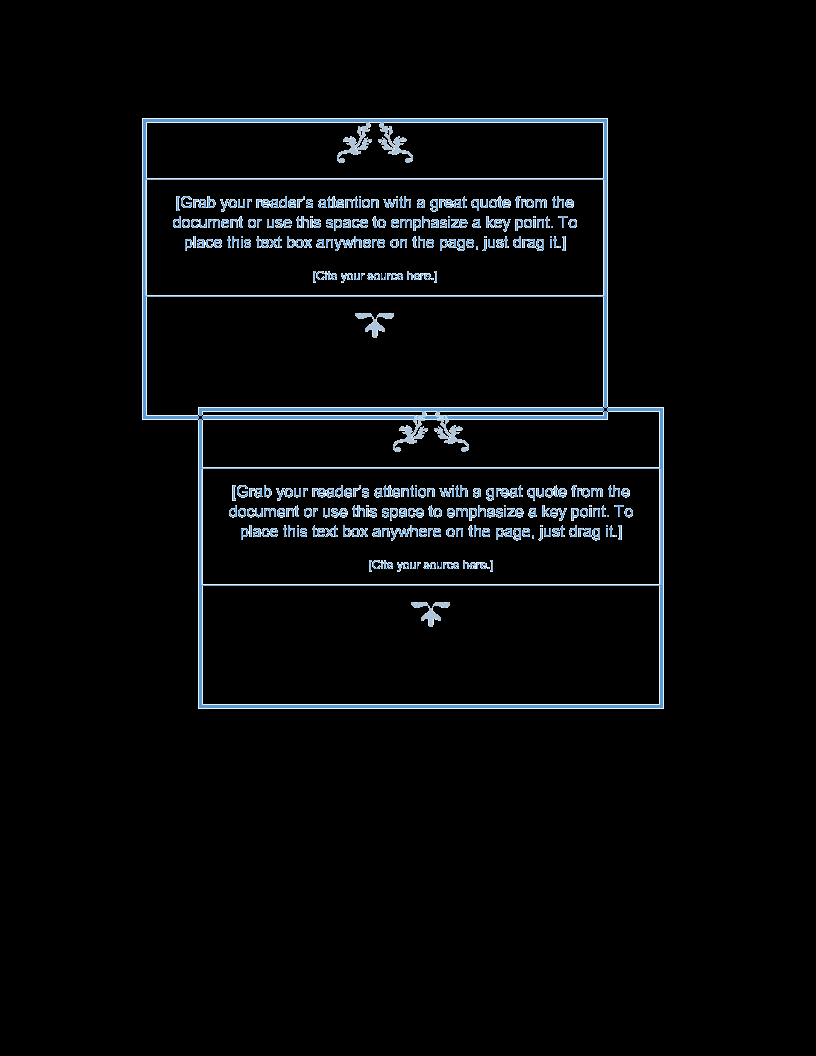 [Grab your reader's attention with a great quote from the
document or use this space to emphasize a key point. To
place this text box anywhere on the page, just drag it.]
[Cite your source here.]
[Grab your reader's attention with a great quote from the
document or use this space to emphasize a key point. To
place this text box anywhere on the page, just drag it.]
[Cite your source here.]